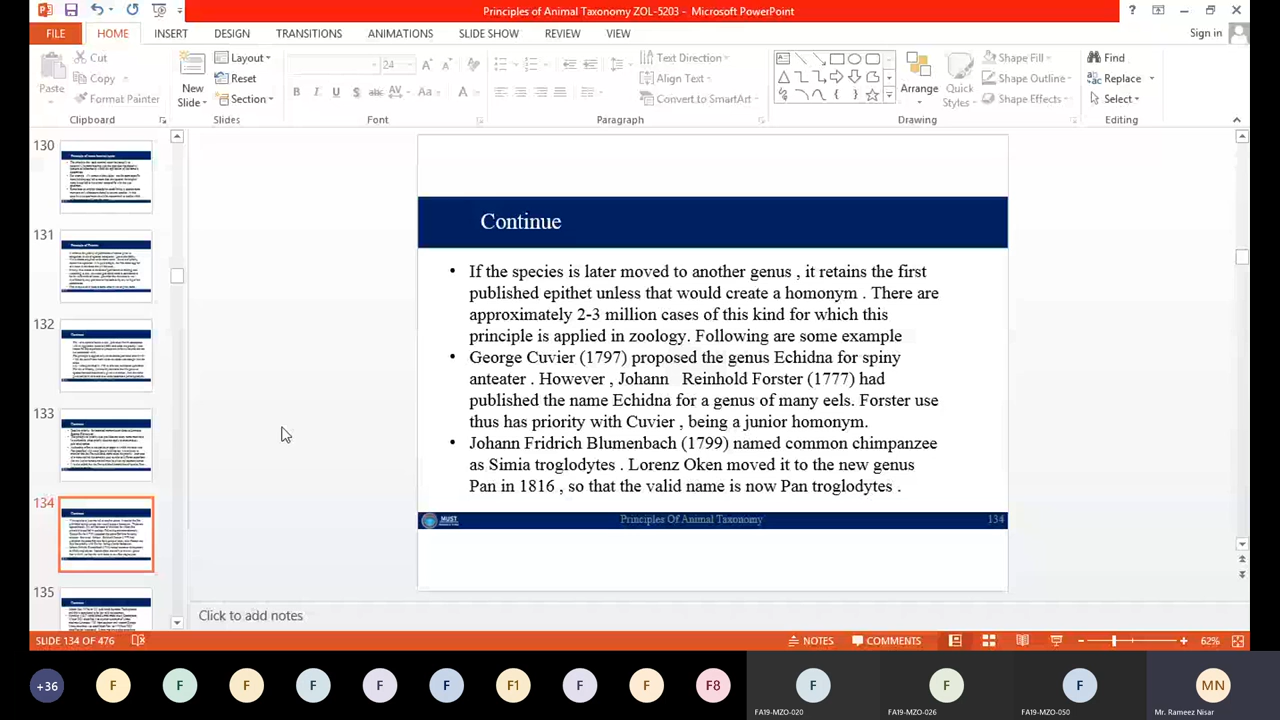 Principles of Animal Taxonomy ZOL-5203 - Microsoft PowerPoint
?
FILE HOME INSERT DESIGN TRANSITIONS ANIMATIONS SLIDE SHOW REVIEW VIEW Sign in
Paste
Cut
Copy
Format Painter
New Slide
Layout
Reset
Section
24
B I U S abc AV Aa A
A A
Text Direction
Align Text
Convert to SmartArt
Arrange
Quick Styles
Shape Fill
Shape Outline
Shape Effects
Find
Replace
Select
Clipboard Slides Font Paragraph Drawing Editing
130
131
132
133
134
135
Continue
• If the species is later moved to another genus , it retains the first
published epithet unless that would create a homonym . There are
approximately 2-3 million cases of this kind for which this
principle is applied in zoology. Following are some example
• George Cuvier (1797) proposed the genus Echidna for spiny
anteater . However , Johann Reinhold Forster (1777) had
published the name Echidna for a genus of many eels. Forster use
thus has priority with Cuvier , being a junior homonym.
• Johann Fridrich Blumenbach (1799) named common chimpanzee
as Simia troglodytes . Lorenz Oken moved it to the new genus
Pan in 1816 , so that the valid name is now Pan troglodytes .
MUST Principles Of Animal Taxonomy 134
Click to add notes
SLIDE 134 OF 476 NOTES COMMENTS 62%
+36 F F F F F F F1 F F F8 F F F MN
FA19-MZO-020 FA19-MZO-026 FA19-MZO-050 Mr. Rameez Nisar